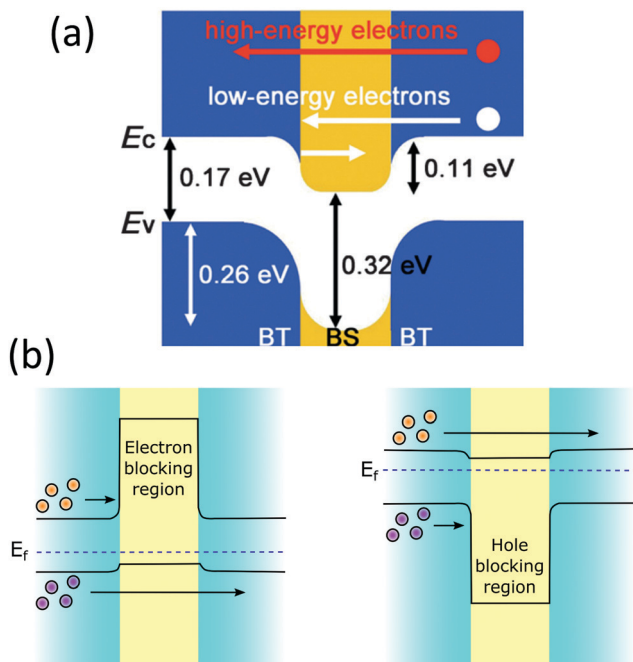 (a)
high-energy electrons
low-energy electrons
Ec
0.17 eV
0.11 eV
Ev
0.26 eV
0.32 eV
BT BS BT
(b)
Electron
blocking
region
Ef
Ef
Hole
blocking
region